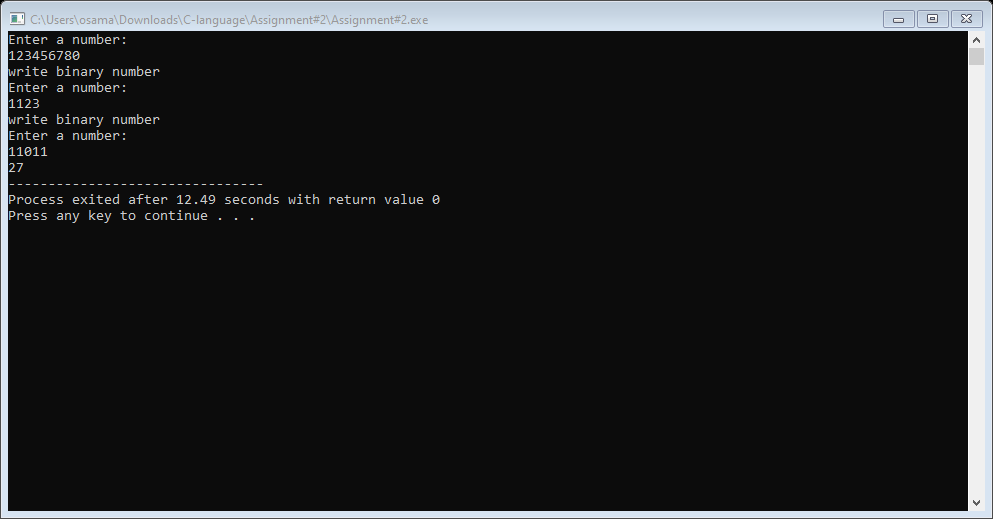 C:\Users\osama\Downloads\C-language\Assignment#2\Assignment#2.exe
Enter a number:
123456780
write binary number
Enter a number:
1123
write binary number
Enter a number:
11011
27
--------------------------------
Process exited after 12.49 seconds with return value 0
Press any key to continue . . .